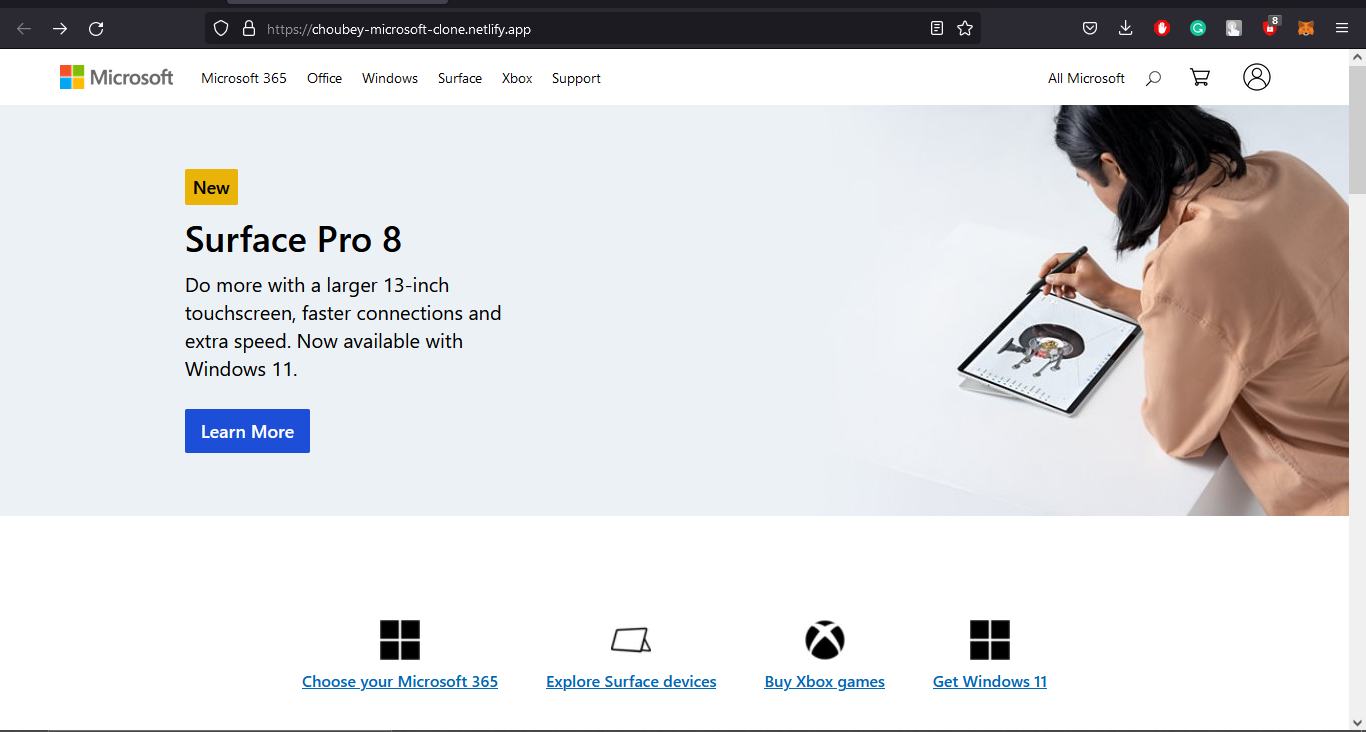 https://choubey-microsoft-clone.netlify.app
8
Microsoft
Microsoft 365
Office
Windows
Surface
Xbox
Support
All Microsoft
New
Surface Pro 8
Do more with a larger 13-inch
touchscreen, faster connections and
extra speed. Now available with
Windows 11.
Learn More
Choose your Microsoft 365
Explore Surface devices
Buy Xbox games
Get Windows 11